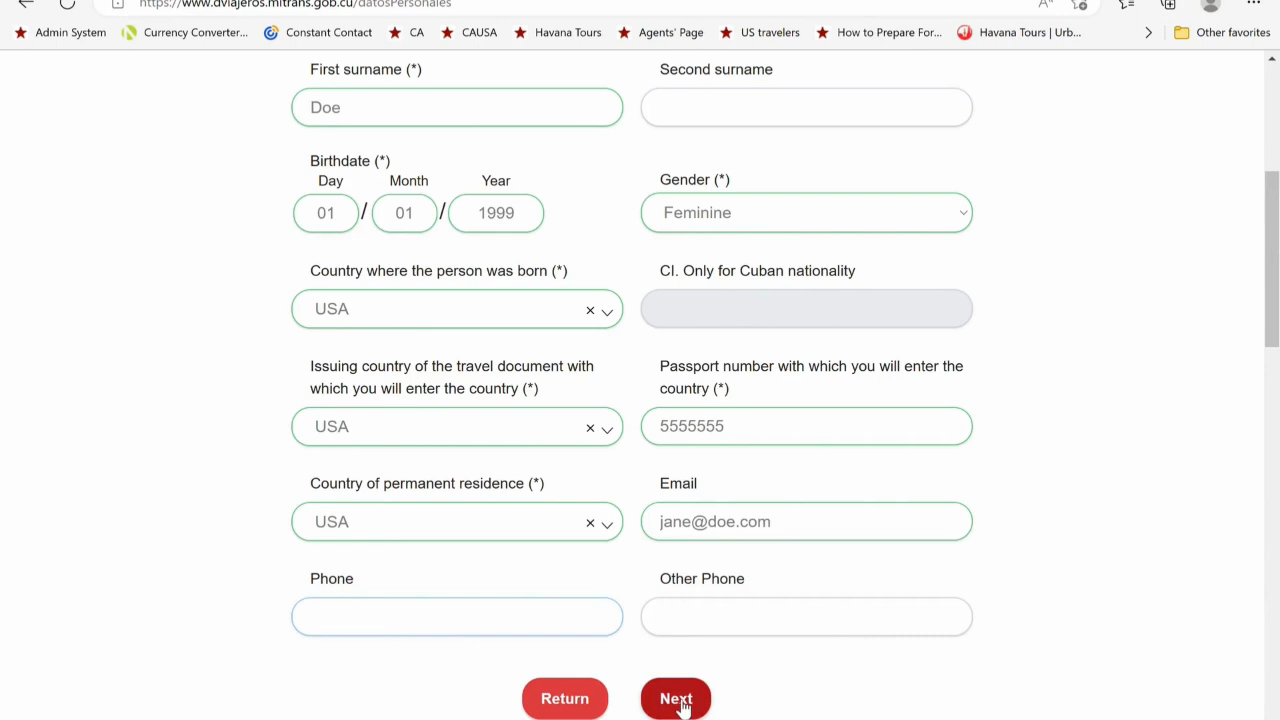 https://www.dviajeros.mitrans.gob.cu/datosPersonales
Admin System Currency Converter... Constant Contact CA CAUSA Havana Tours Agents' Page US travelers How to Prepare For... Havana Tours | Urb... Other favorites
First surname (*) Second surname
Doe
Birthdate (*)
Day Month Year Gender (*)
01 / 01 / 1999 Feminine
Country where the person was born (*) CI. Only for Cuban nationality
USA
Issuing country of the travel document with Passport number with which you will enter the
which you will enter the country (*) country (*)
USA 5555555
Country of permanent residence (*) Email
USA jane@doe.com
Phone Other Phone
Return Next